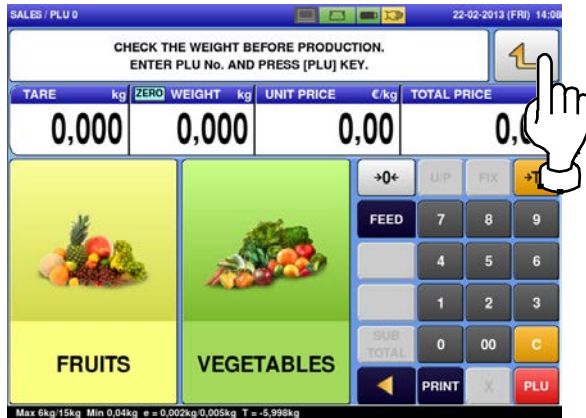 SALES / PLU 0 22-02-2013 (FRI) 14:08
CHECK THE WEIGHT BEFORE PRODUCTION.
ENTER PLU No. AND PRESS [PLU] KEY.
TARE kg ZERO WEIGHT kg UNIT PRICE €/kg TOTAL PRICE
0,000 0,000 0,00 0,0
→0← U/P FIX →T
FEED 7 8 9
4 5 6
1 2 3
SUB TOTAL 0 00 C
PRINT X PLU
FRUITS VEGETABLES
Max 6kg/15kg Min 0,04kg e = 0,002kg/0,005kg T = -5,998kg